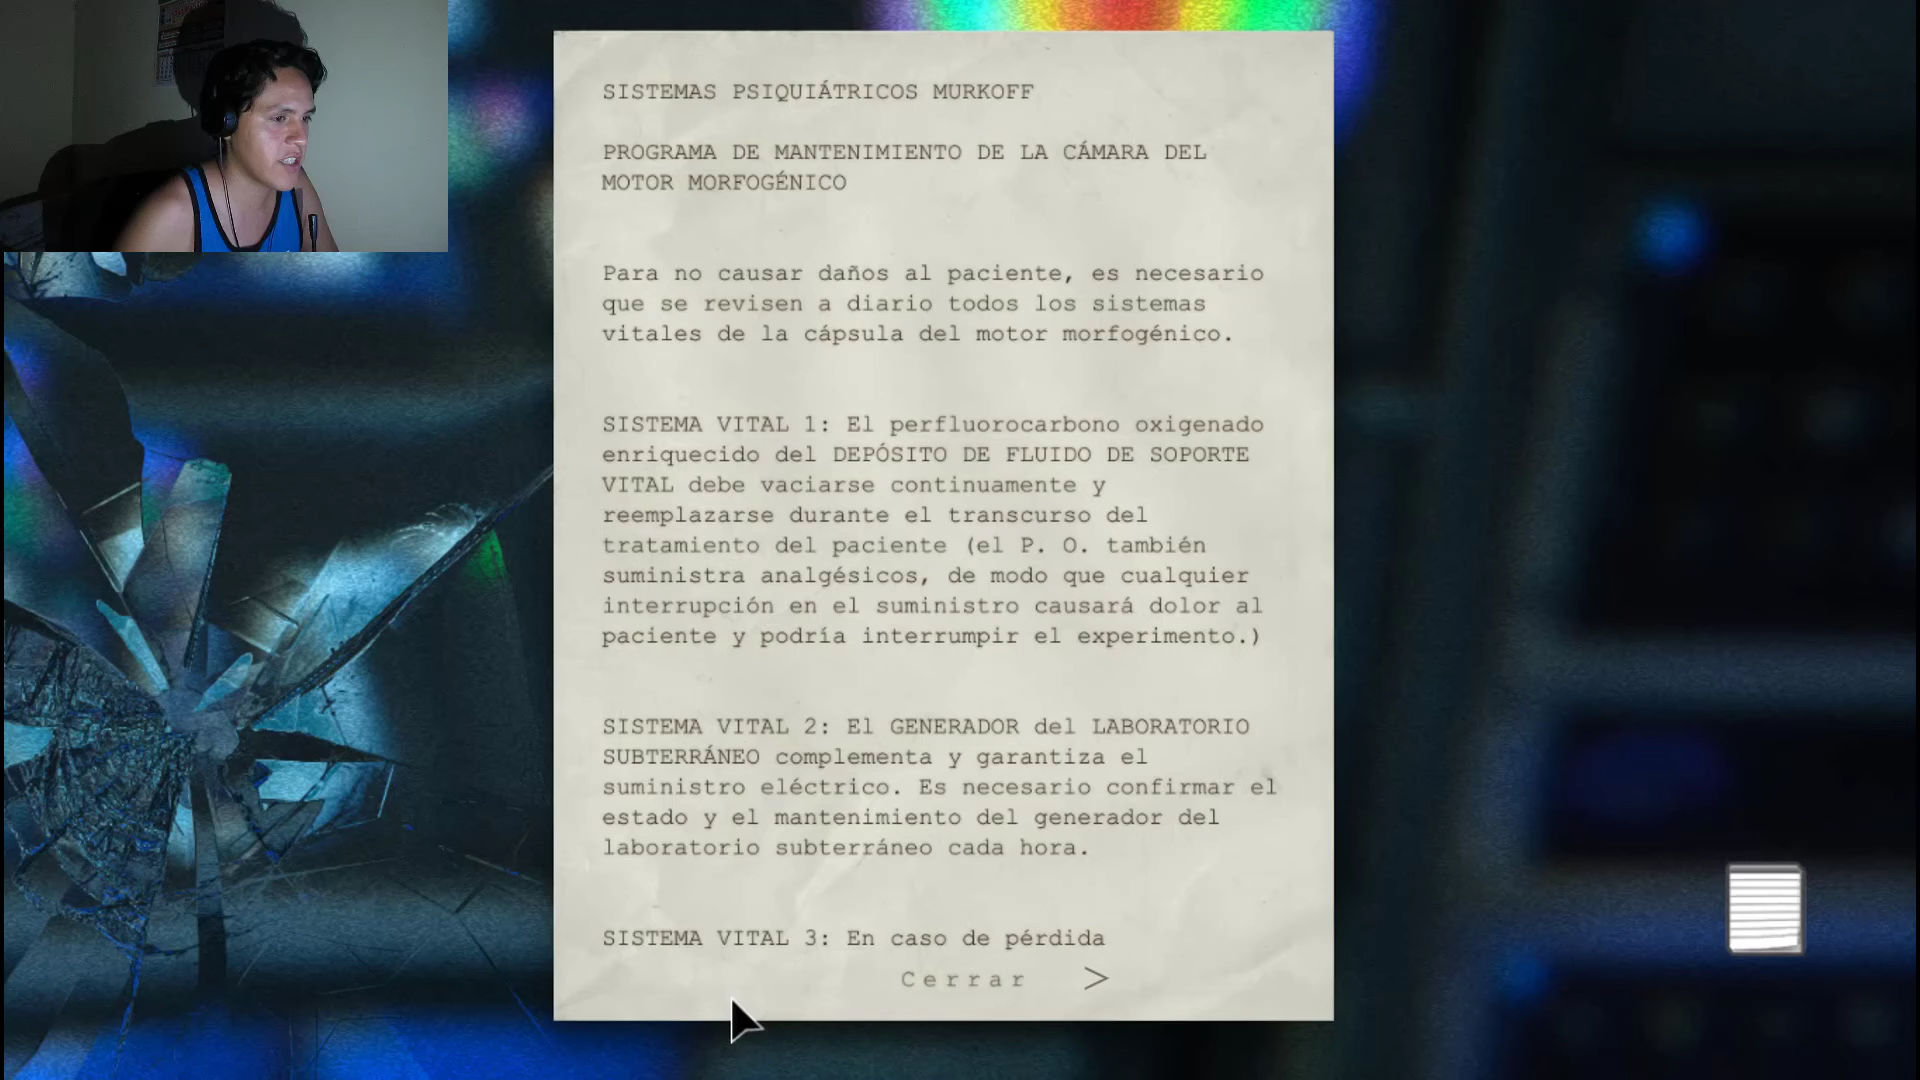 SISTEMAS PSIQUIÁTRICOS MURKOFF
PROGRAMA DE MANTENIMIENTO DE LA CÁMARA DEL
MOTOR MORFOGÉNICO
Para no causar daños al paciente, es necesario
que se revisen a diario todos los sistemas
vitales de la cápsula del motor morfogénico.
SISTEMA VITAL 1: El perfluorocarbono oxigenado
enriquecido del DEPÓSITO DE FLUIDO DE SOPORTE
VITAL debe vaciarse continuamente y
reemplazarse durante el transcurso del
tratamiento del paciente (el P. O. también
suministra analgésicos, de modo que cualquier
interrupción en el suministro causará dolor al
paciente y podría interrumpir el experimento.)
SISTEMA VITAL 2: El GENERADOR del LABORATORIO
SUBTERRÁNEO complementa y garantiza el
suministro eléctrico. Es necesario confirmar el
estado y el mantenimiento del generador del
laboratorio subterráneo cada hora.
SISTEMA VITAL 3: En caso de pérdida
Cerrar >